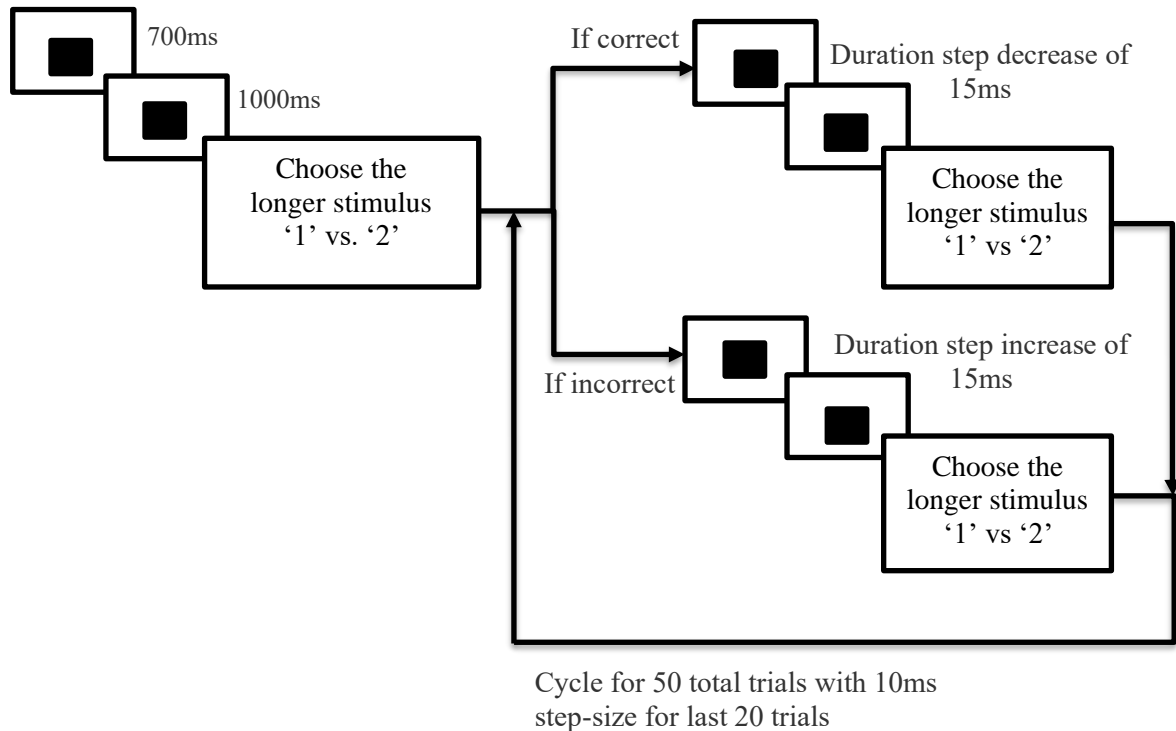 700ms
1000ms
Choose the
longer stimulus
‘1’ vs. ‘2’
If correct
Duration step decrease of
15ms
Choose the
longer stimulus
‘1’ vs ‘2’
If incorrect
Duration step increase of
15ms
Choose the
longer stimulus
‘1’ vs ‘2’
Cycle for 50 total trials with 10ms
step-size for last 20 trials